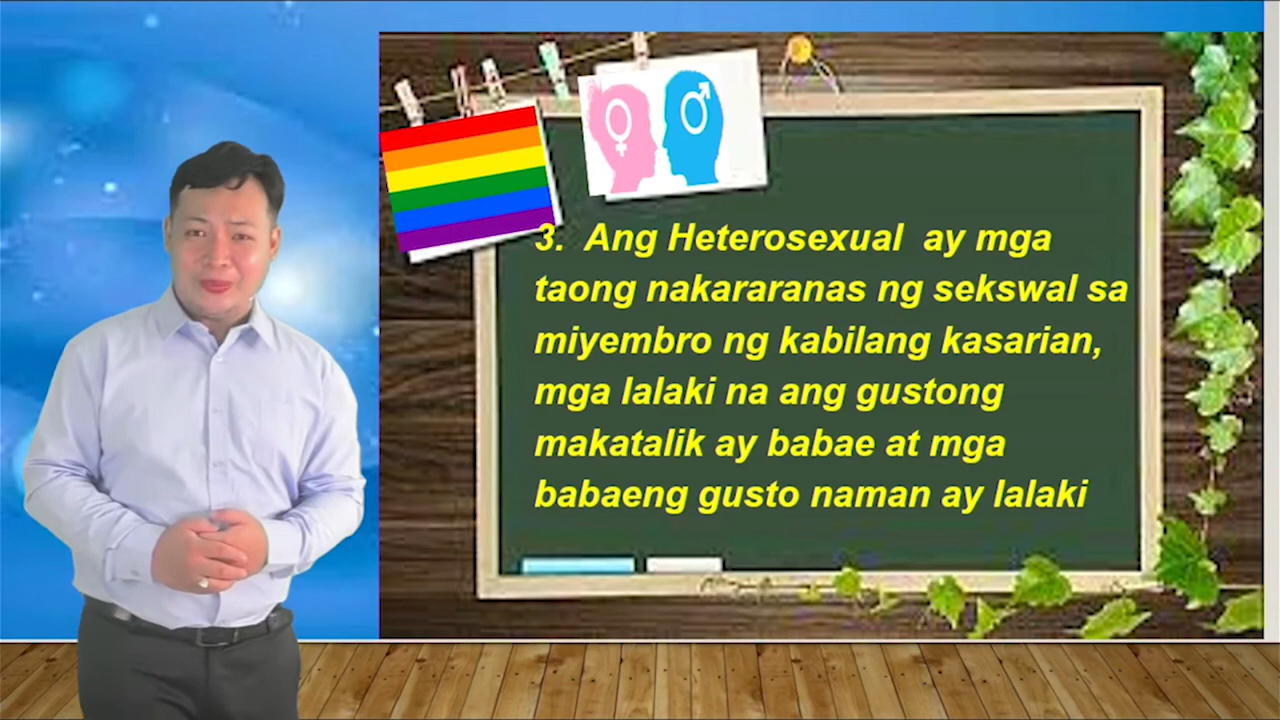 3. Ang Heterosexual ay mga
taong nakararanas ng sekswal sa
miyembro ng kabilang kasarian,
mga lalaki na ang gustong
makatalik ay babae at mga
babaeng gusto naman ay lalaki